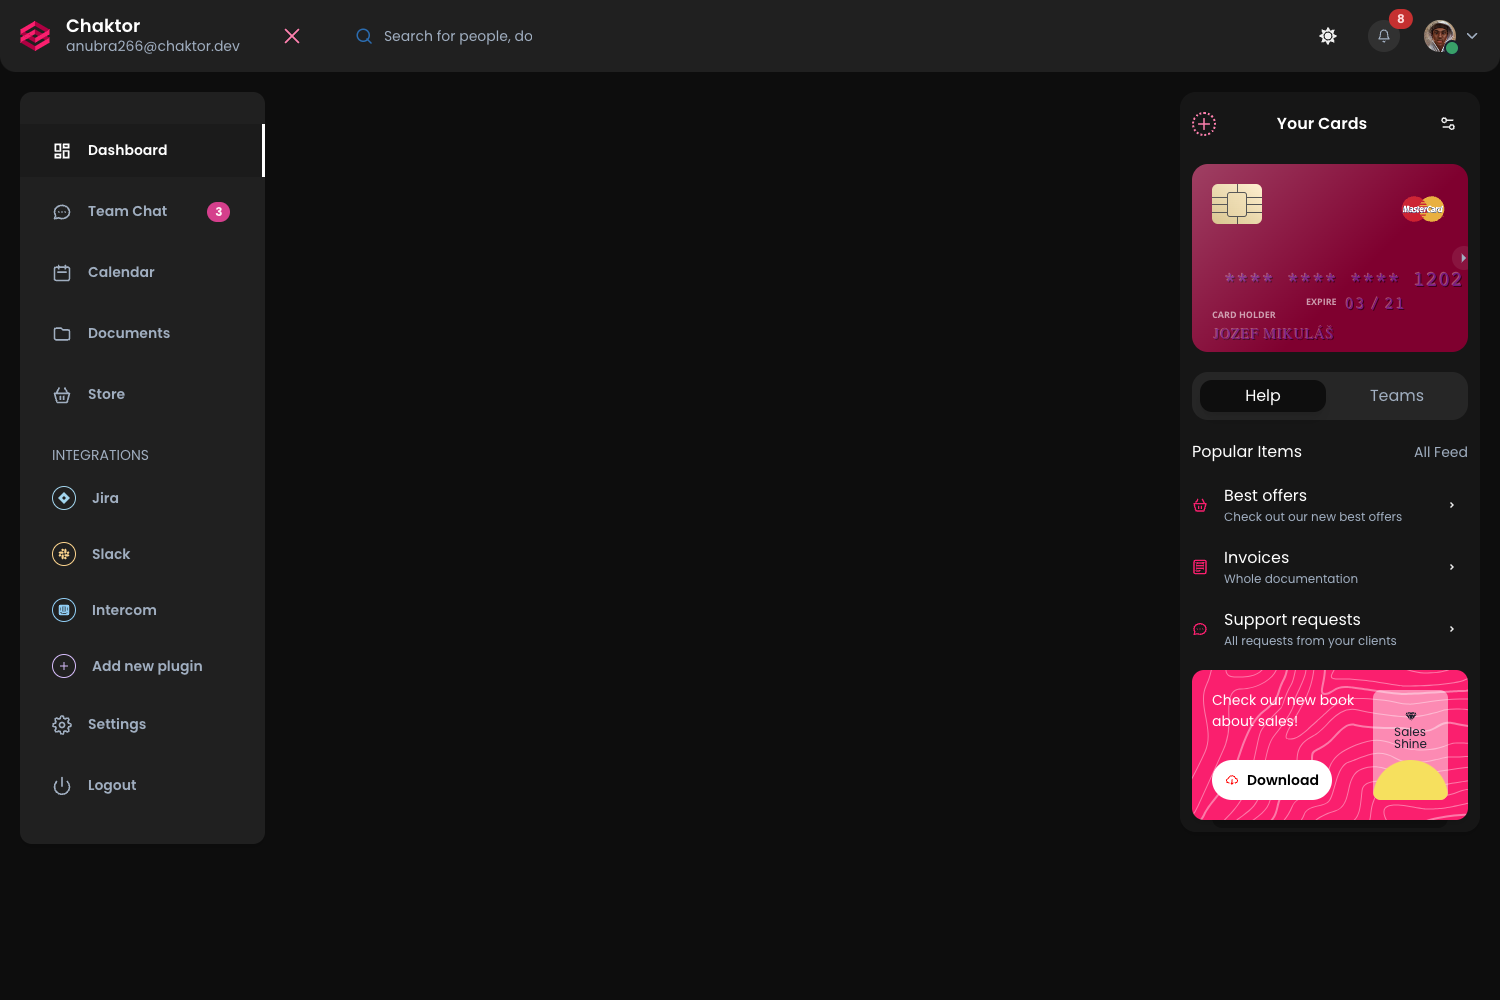 Chaktor
anubra266@chaktor.dev
Search for people, do
8
Dashboard
Team Chat
3
Calendar
Documents
Store
INTEGRATIONS
Jira
Slack
Intercom
Add new plugin
Settings
Logout
Your Cards
MasterCard
**** **** **** 1202
EXPIRE 03 / 21
CARD HOLDER
JOZEF MIKULÁŠ
Help
Teams
Popular Items
All Feed
Best offers
Check out our new best offers
Invoices
Whole documentation
Support requests
All requests from your clients
Check our new book
about sales!
Sales
Shine
Download